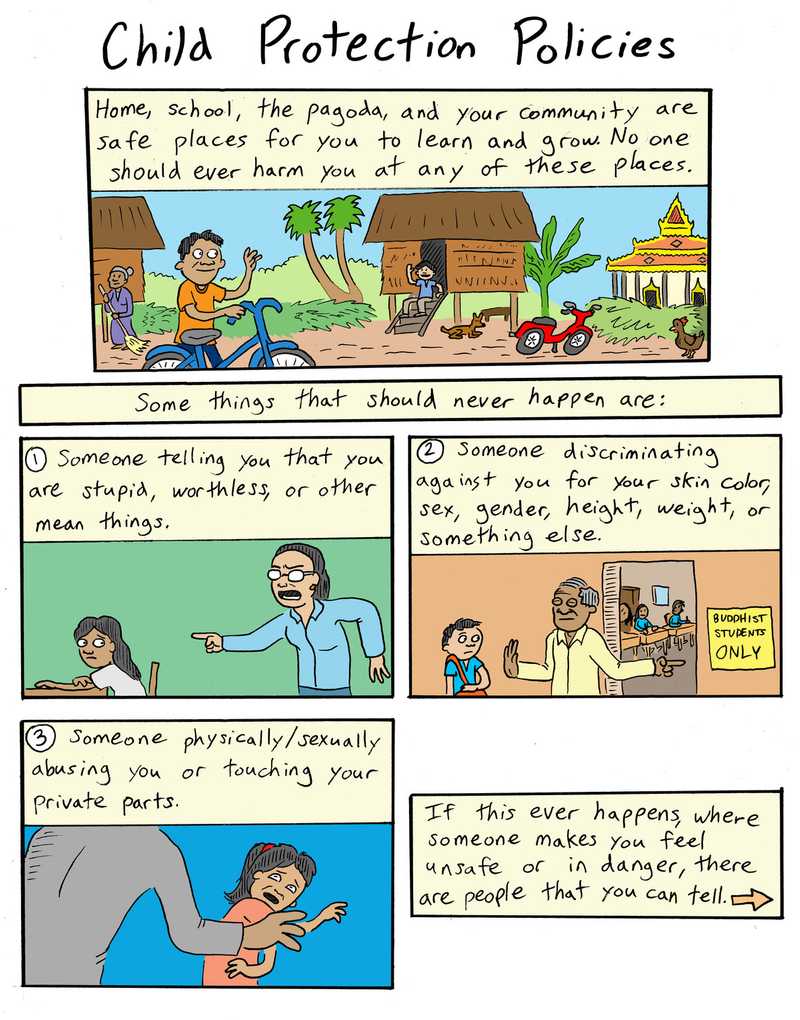 Child Protection Policies
Home, school, the pagoda, and your community are
safe places for you to learn and grow. No one
should ever harm you at any of these places.
Some things that should never happen are:
1 Someone telling you that you
are stupid, worthless, or other
mean things.
2 Someone discriminating
against you for your skin color,
sex, gender, height, weight, or
something else.
BUDDHIST
STUDENTS
ONLY
3 Someone physically/sexually
abusing you or touching your
private parts.
If this ever happens, where
someone makes you feel
unsafe or in danger, there
are people that you can tell.